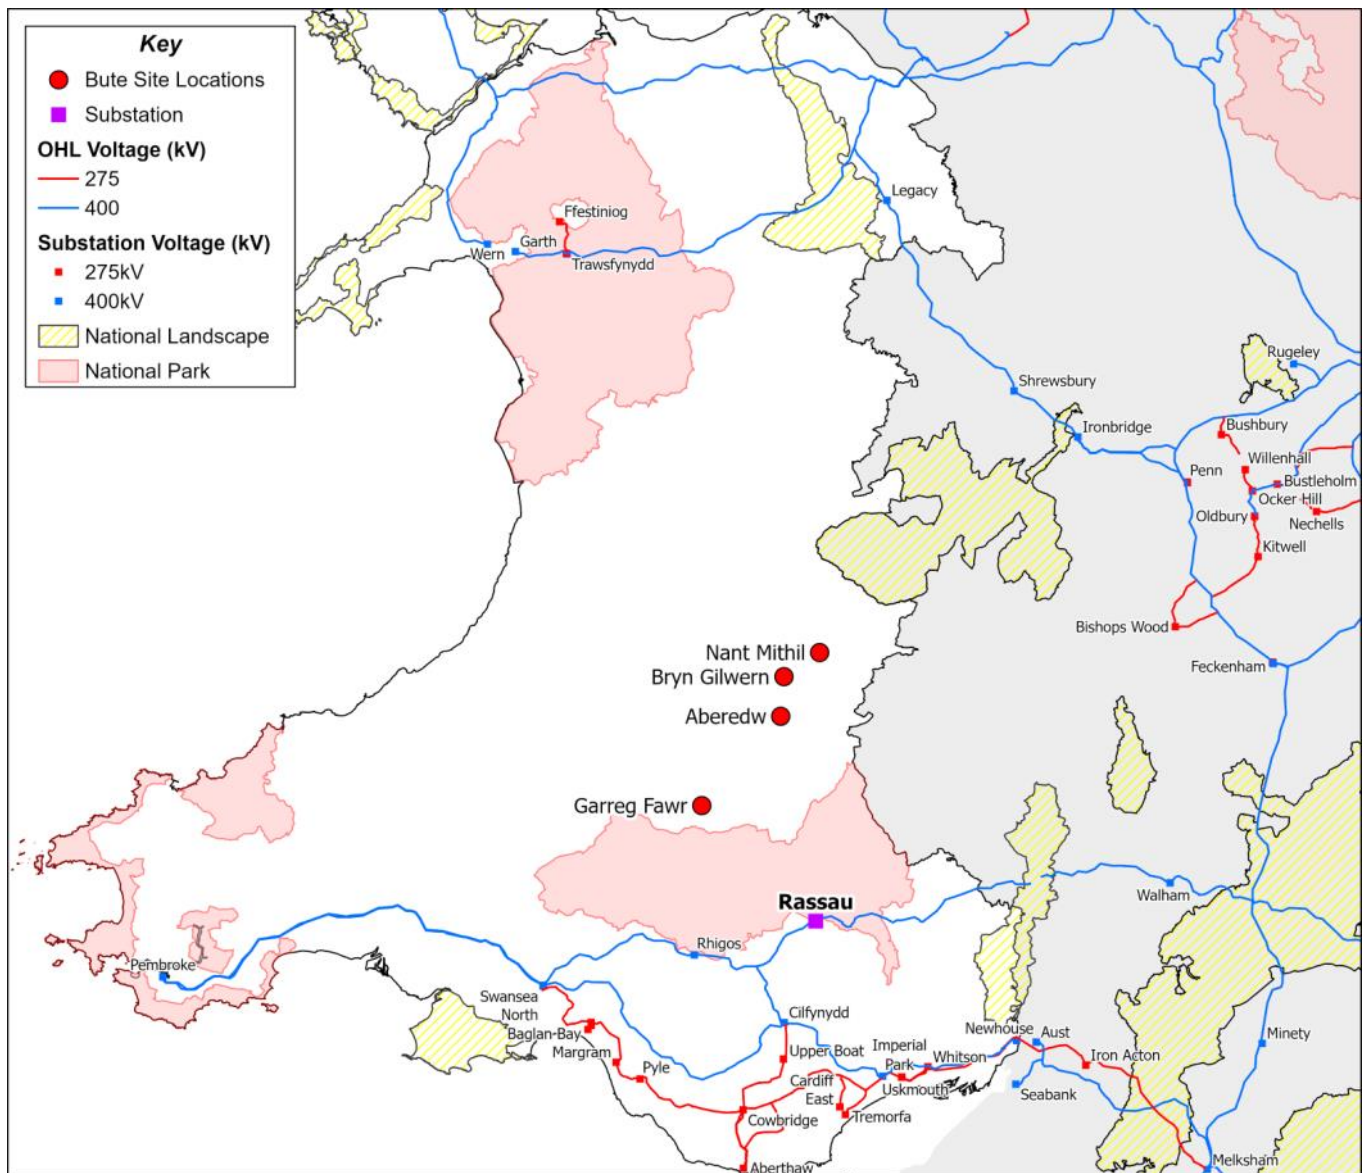 Key
Bute Site Locations
Substation
OHL Voltage (kV)
275
400
Substation Voltage (kV)
275kV
400kV
National Landscape
National Park
Legacy
Ffestiniog
Garth
Wern
Trawsfynydd
Shrewsbury
Rugeley
Ironbridge
Bushbury
Willenhall
Penn
Bustleholm
Ocker Hill
Oldbury
Nechells
Kitwell
Bishops Wood
Nant Mithil
Feckenham
Bryn Gilwern
Aberedw
Garreg Fawr
Walham
Rassau
Rhigos
Pembroke
Swansea
North
Cilfynydd
Baglan-Bay
Newhouse
Aust
Minety
Imperial
Park
Whitson
Margram
Upper Boat
Iron Acton
Pyle
Cardiff
East
Uskmouth
Seabank
Cowbridge
Tremorfa
Aberthaw
Melksham